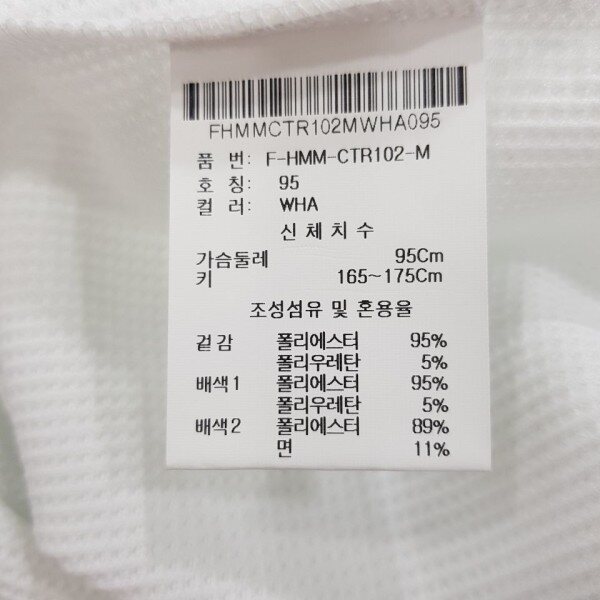 FHMMCTR102MWHA095
품 번: F-HMM-CTR102-M
호 칭: 95
컬 러: WHA
신체치수
가슴둘레 95Cm
키 165~175Cm
조성섬유 및 혼용율
겉감 폴리에스터 95%
폴리우레탄 5%
배색1 폴리에스터 95%
폴리우레탄 5%
배색2 폴리에스터 89%
면 11%